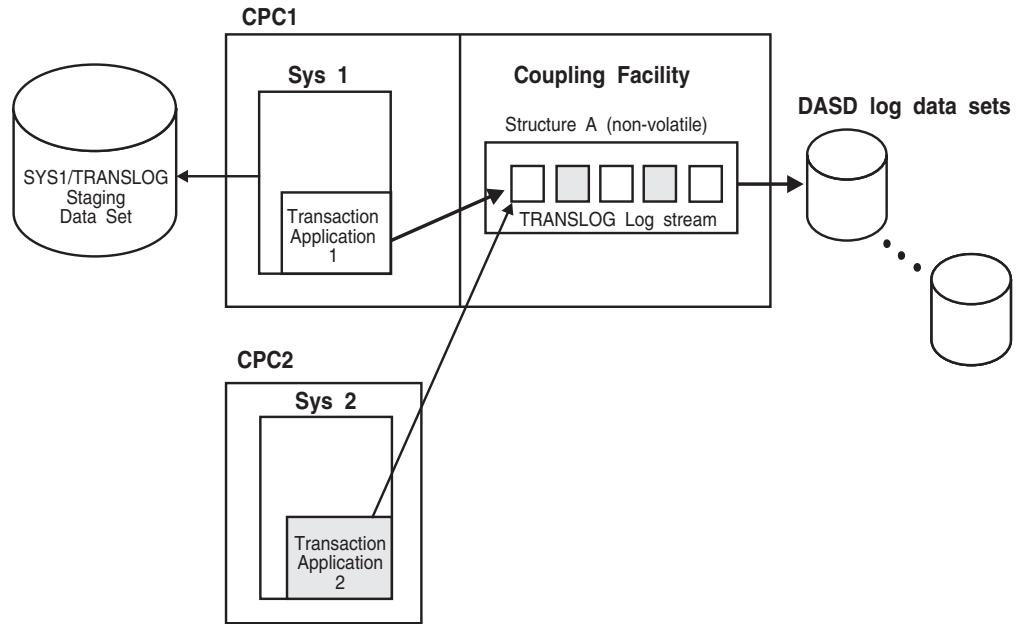 CPC1
Sys 1
Coupling Facility
DASD log data sets
Structure A (non-volatile)
SYS1/TRANSLOG
Staging
Data Set
Transaction
Application
1
TRANSLOG Log stream
CPC2
Sys 2
Transaction
Application
2